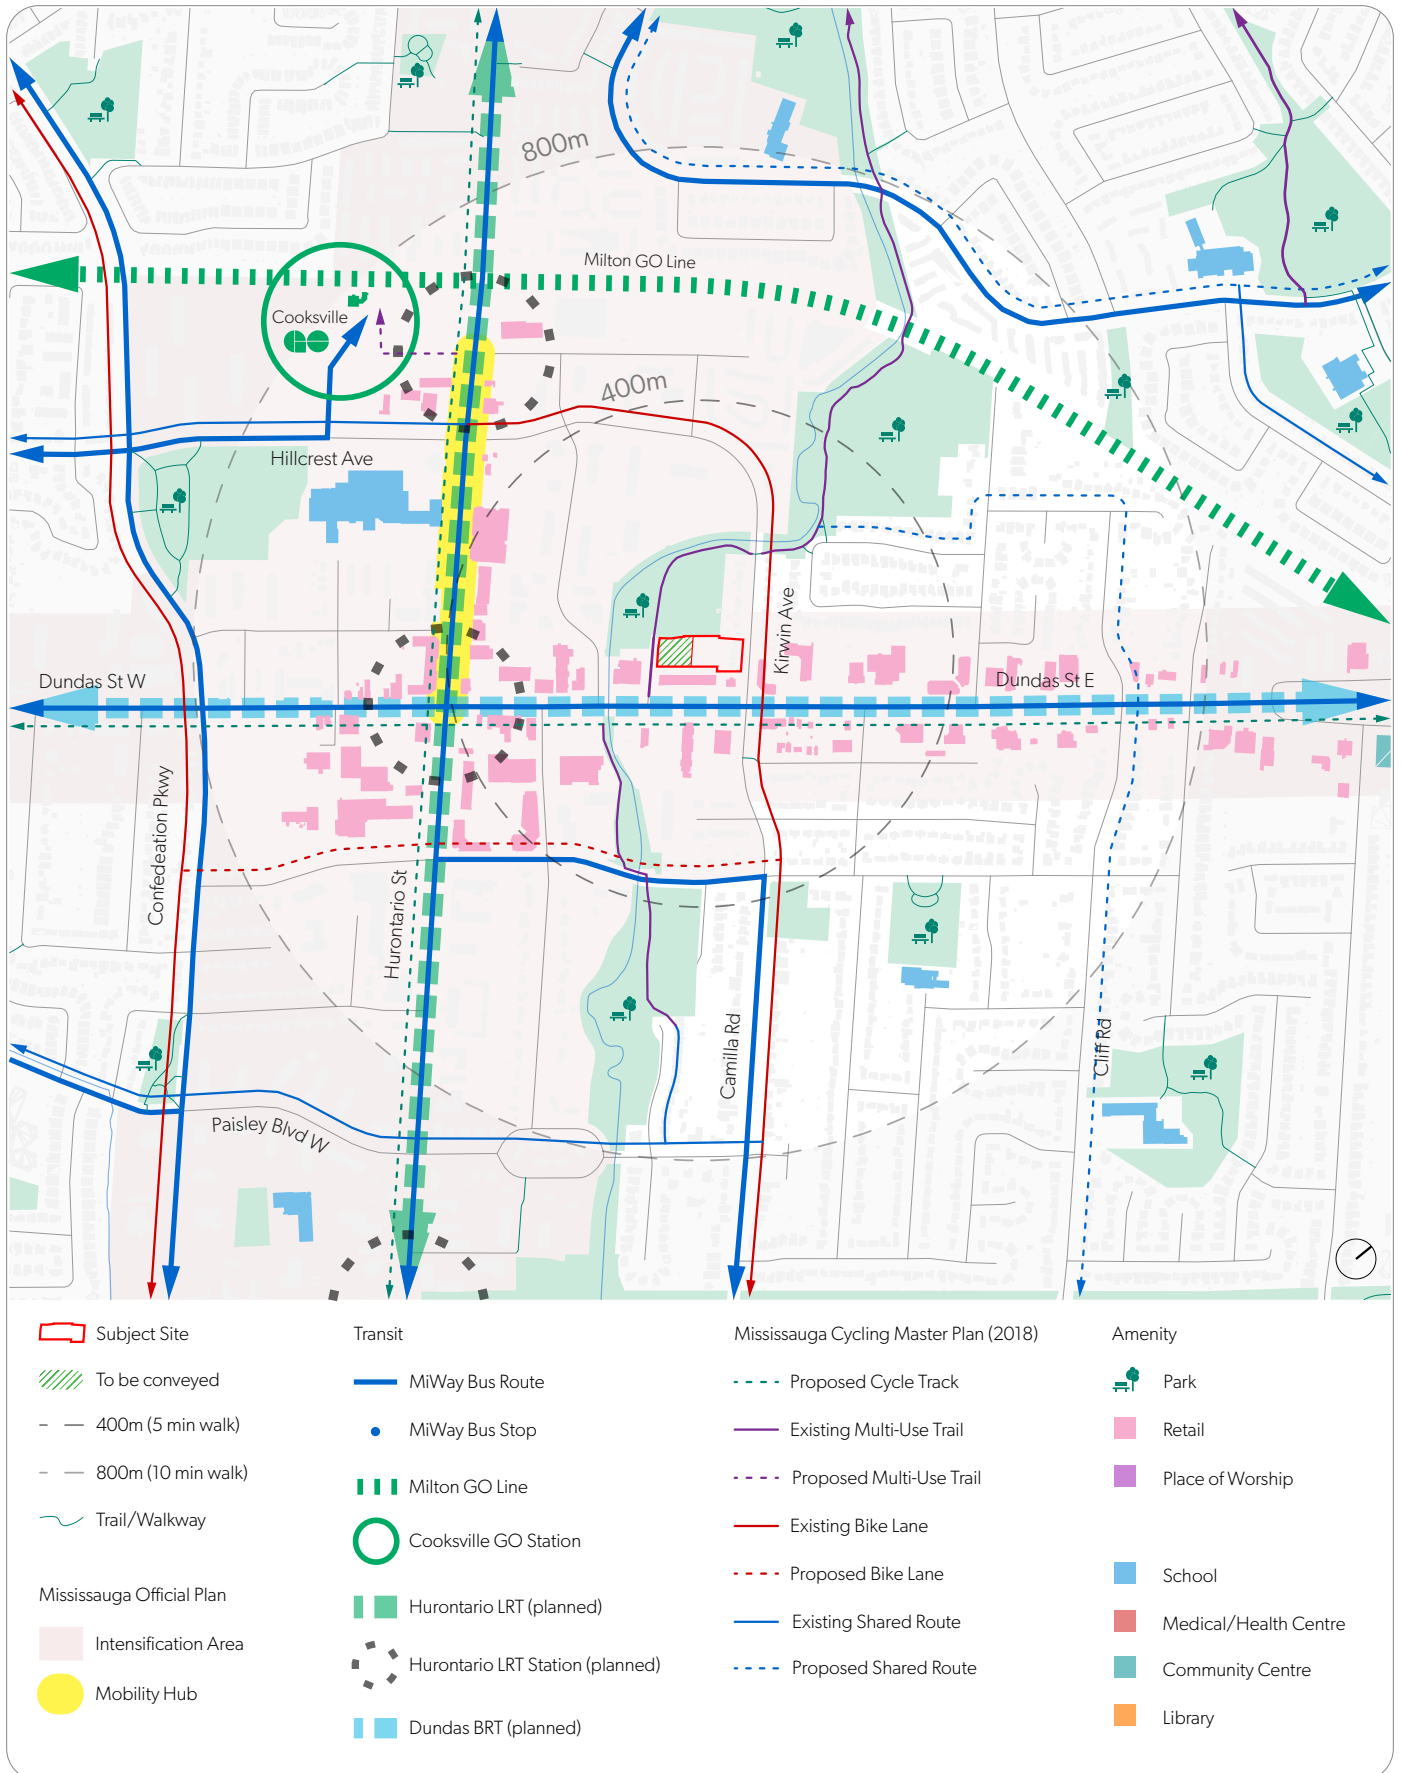 800m
Milton GO Line
Cooksville
400m
Hillcrest Ave
Kirwin Ave
Dundas St W
Dundas St E
Confedeation Pkwy
Hurontario St
Camilla Rd
Cliff Rd
Paisley Blvd W
Subject Site
To be conveyed
400m (5 min walk)
800m (10 min walk)
Trail/Walkway
Mississauga Official Plan
Intensification Area
Mobility Hub
Transit
MiWay Bus Route
MiWay Bus Stop
Milton GO Line
Cooksville GO Station
Hurontario LRT (planned)
Hurontario LRT Station (planned)
Dundas BRT (planned)
Mississauga Cycling Master Plan (2018)
Proposed Cycle Track
Existing Multi-Use Trail
Proposed Multi-Use Trail
Existing Bike Lane
Proposed Bike Lane
Existing Shared Route
Proposed Shared Route
Amenity
Park
Retail
Place of Worship
School
Medical/Health Centre
Community Centre
Library